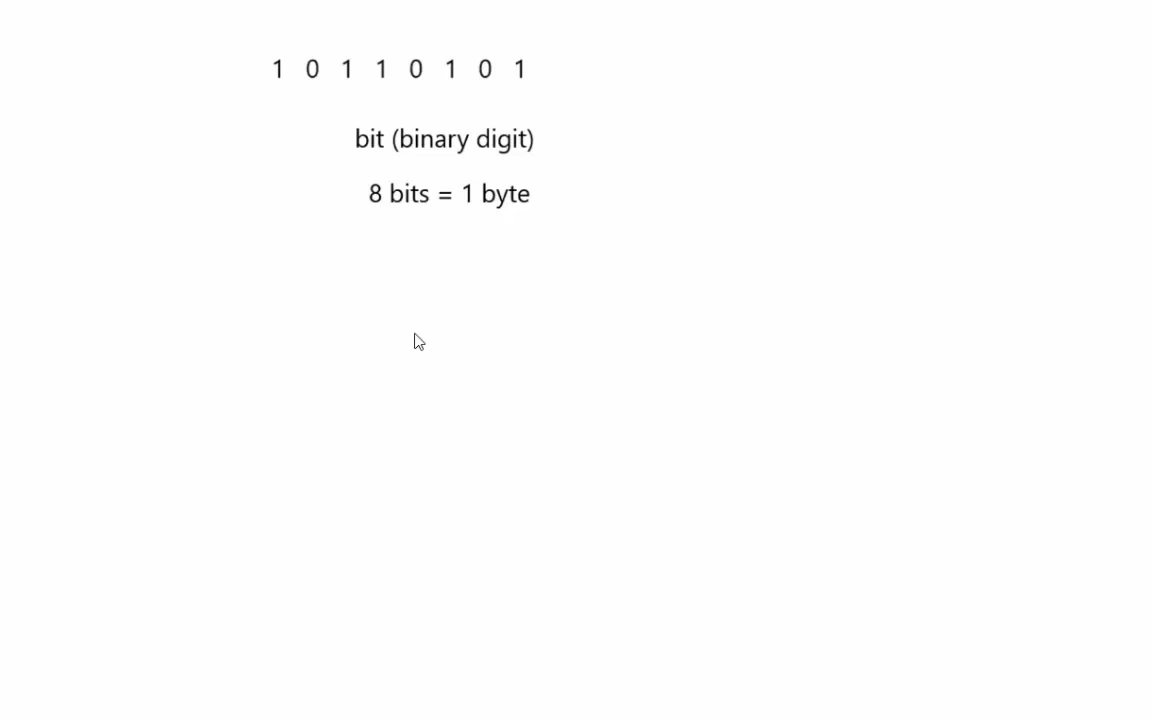 1 0 1 1 0 1 0 1
bit (binary digit)
8 bits = 1 byte